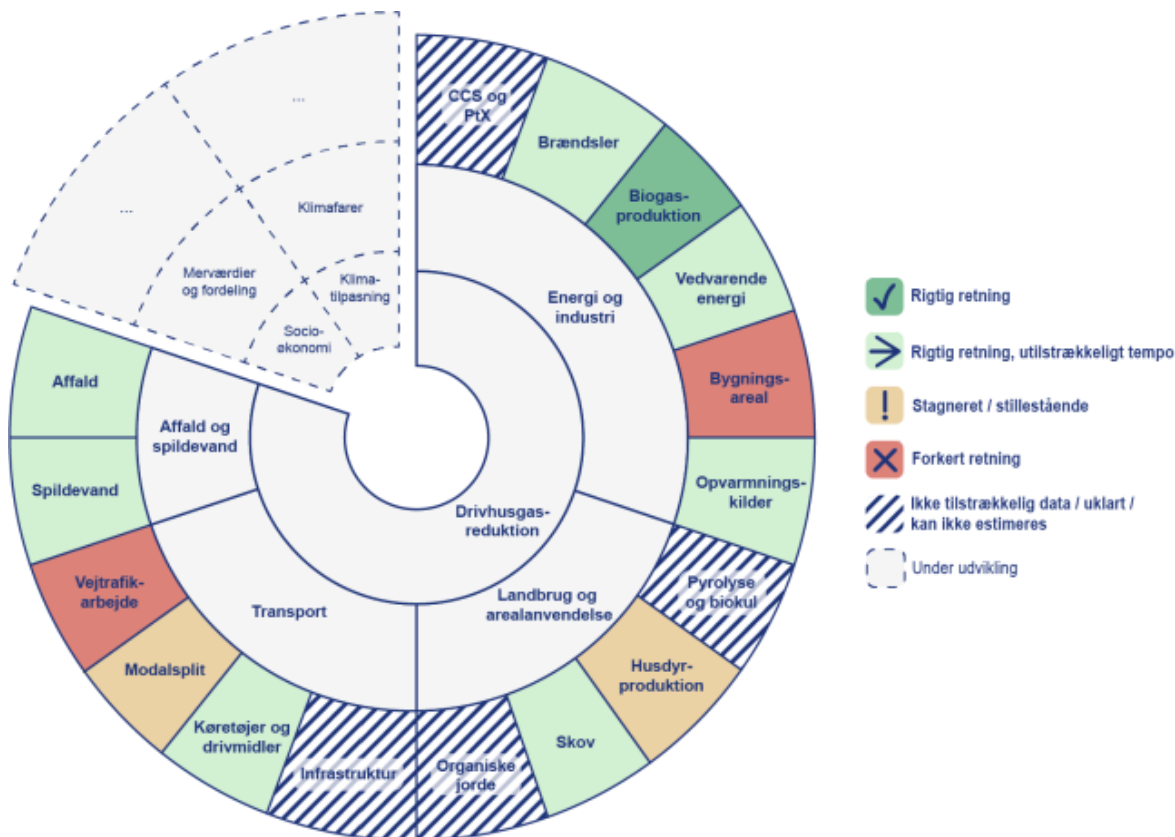 ...
...
Klimafarer
Merværdier
og fordeling
Klima-
tilpasning
Socio-
økonomi
CCS og
PtX
Brændsler
Biogas-
produktion
Vedvarende
energi
Bygnings-
areal
Opvarmnings-
kilder
Energi og
industri
Drivhusgas-
reduktion
Landbrug og
arealanvendelse
Pyrolyse
og biokul
Husdyr-
produktion
Skov
Organiske
jorde
Infrastruktur
Køretøjer og
drivmidler
Modalsplit
Vejtrafik-
arbejde
Transport
Spildevand
Affald
Affald og
spildevand
Rigtig retning
Rigtig retning, utilstrækkeligt tempo
Stagneret / stillestående
Forkert retning
Ikke tilstrækkelig data / uklart /
kan ikke estimeres
Under udvikling